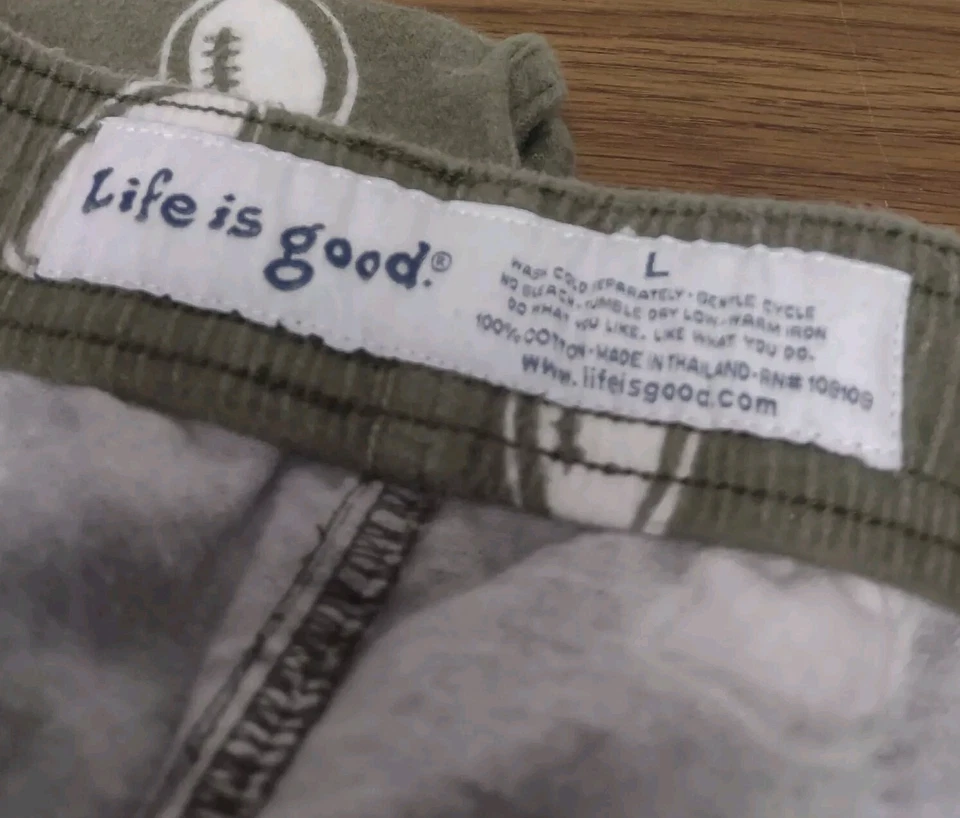 Life is good.®
L
WASH COLD SEPARATELY · GENTLE CYCLE
NO BLEACH · TUMBLE DRY LOW · WARM IRON
DO WHAT YOU LIKE. LIKE WHAT YOU DO.
100% COTTON · MADE IN THAILAND · RN# 109109
www.lifeisgood.com